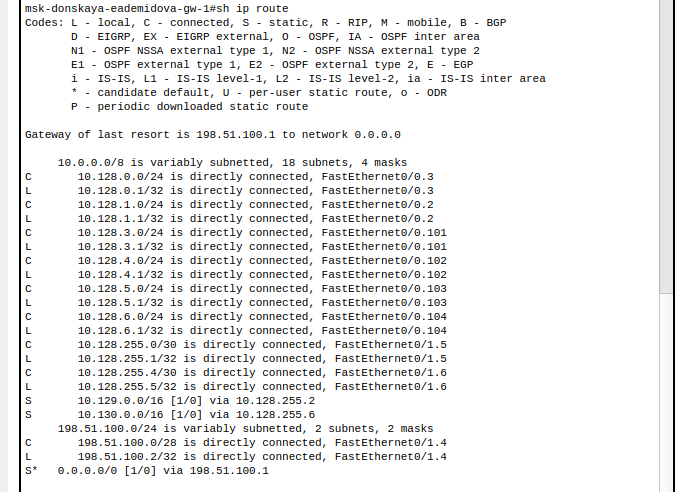 msk-donskaya-eademidova-gw-1#sh ip route
Codes: L - local, C - connected, S - static, R - RIP, M - mobile, B - BGP
       D - EIGRP, EX - EIGRP external, O - OSPF, IA - OSPF inter area
       N1 - OSPF NSSA external type 1, N2 - OSPF NSSA external type 2
       E1 - OSPF external type 1, E2 - OSPF external type 2, E - EGP
       i - IS-IS, L1 - IS-IS level-1, L2 - IS-IS level-2, ia - IS-IS inter area
       * - candidate default, U - per-user static route, o - ODR
       P - periodic downloaded static route
Gateway of last resort is 198.51.100.1 to network 0.0.0.0
     10.0.0.0/8 is variably subnetted, 18 subnets, 4 masks
C       10.128.0.0/24 is directly connected, FastEthernet0/0.3
L       10.128.0.1/32 is directly connected, FastEthernet0/0.3
C       10.128.1.0/24 is directly connected, FastEthernet0/0.2
L       10.128.1.1/32 is directly connected, FastEthernet0/0.2
C       10.128.3.0/24 is directly connected, FastEthernet0/0.101
L       10.128.3.1/32 is directly connected, FastEthernet0/0.101
C       10.128.4.0/24 is directly connected, FastEthernet0/0.102
L       10.128.4.1/32 is directly connected, FastEthernet0/0.102
C       10.128.5.0/24 is directly connected, FastEthernet0/0.103
L       10.128.5.1/32 is directly connected, FastEthernet0/0.103
C       10.128.6.0/24 is directly connected, FastEthernet0/0.104
L       10.128.6.1/32 is directly connected, FastEthernet0/0.104
C       10.128.255.0/30 is directly connected, FastEthernet0/1.5
L       10.128.255.1/32 is directly connected, FastEthernet0/1.5
C       10.128.255.4/30 is directly connected, FastEthernet0/1.6
L       10.128.255.5/32 is directly connected, FastEthernet0/1.6
S       10.129.0.0/16 [1/0] via 10.128.255.2
S       10.130.0.0/16 [1/0] via 10.128.255.6
     198.51.100.0/24 is variably subnetted, 2 subnets, 2 masks
C       198.51.100.0/28 is directly connected, FastEthernet0/1.4
L       198.51.100.2/32 is directly connected, FastEthernet0/1.4
S*   0.0.0.0/0 [1/0] via 198.51.100.1